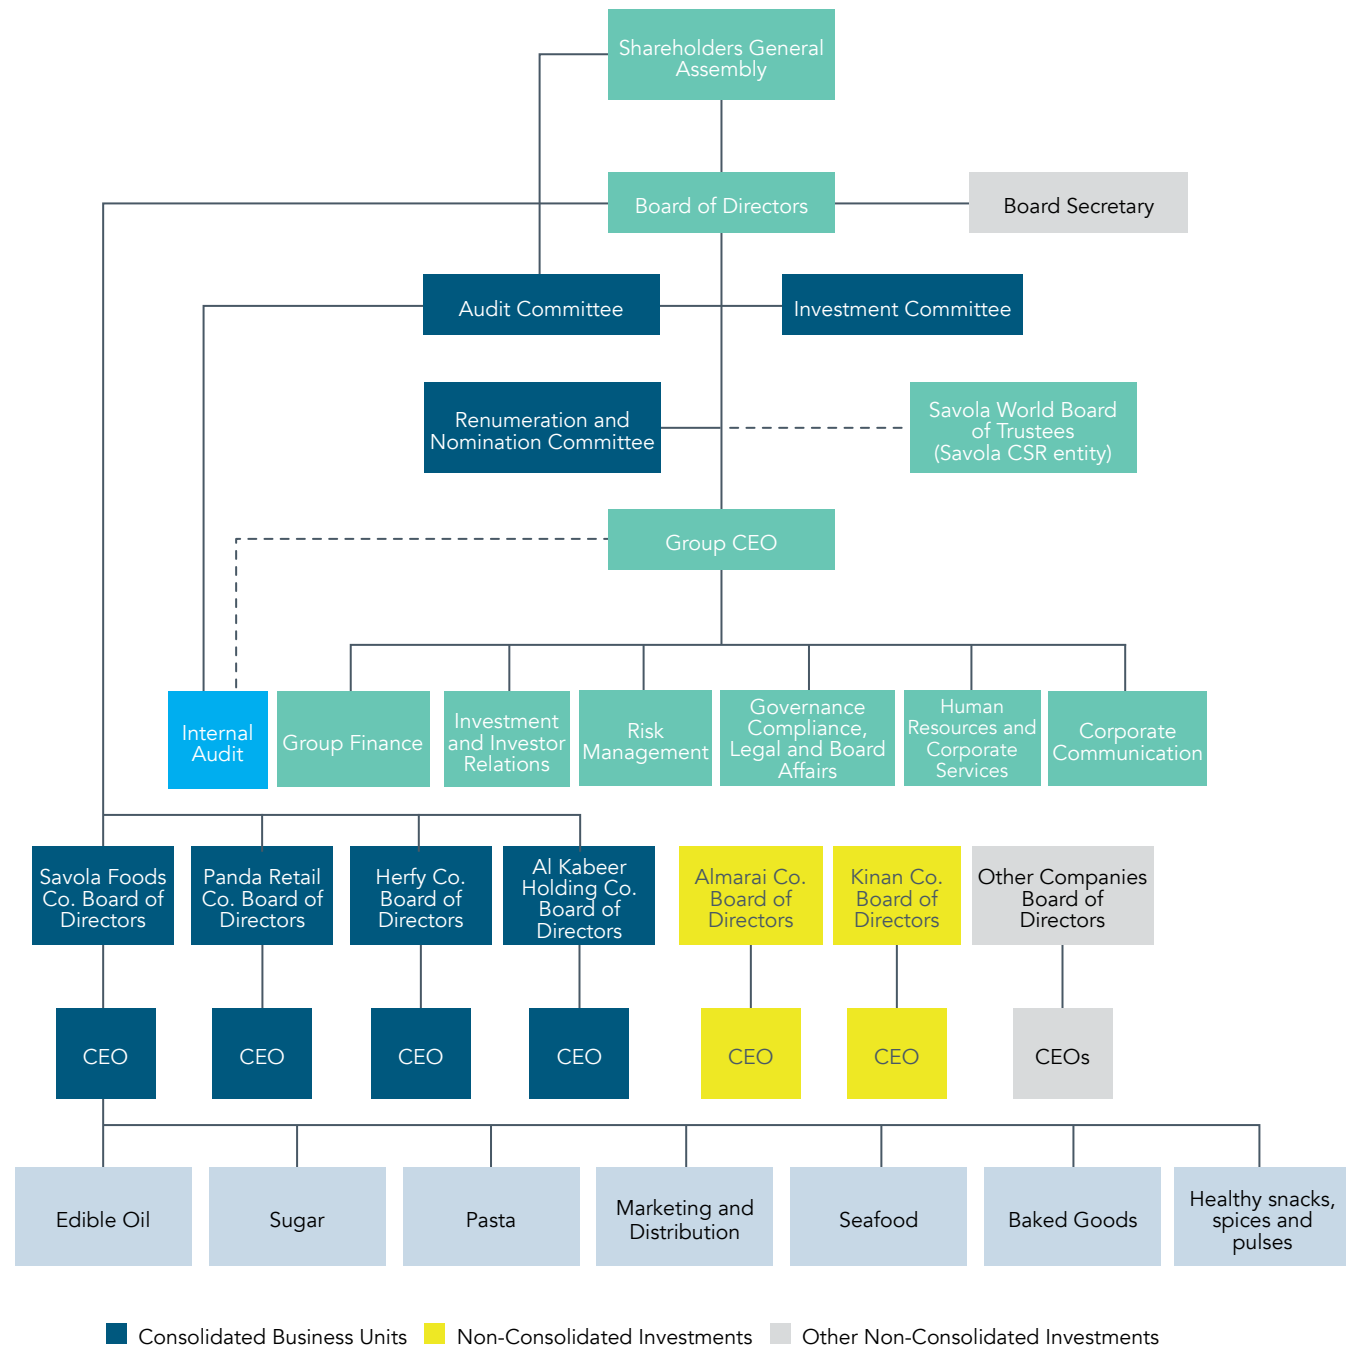 Shareholders General
Assembly
Board of Directors
Board Secretary
Audit Committee
Investment Committee
Renumeration and
Nomination Committee
Savola World Board
of Trustees
(Savola CSR entity)
Group CEO
Internal
Audit
Group Finance
Investment
and Investor
Relations
Risk
Management
Governance
Compliance,
Legal and Board
Affairs
Human
Resources and
Corporate
Services
Corporate
Communication
Savola Foods
Co. Board of
Directors
Panda Retail
Co. Board of
Directors
Herfy Co.
Board of
Directors
Al Kabeer
Holding Co.
Board of
Directors
Almarai Co.
Board of
Directors
Kinan Co.
Board of
Directors
Other Companies
Board of
Directors
CEO
CEO
CEO
CEO
CEO
CEO
CEOs
Edible Oil
Sugar
Pasta
Marketing and
Distribution
Seafood
Baked Goods
Healthy snacks,
spices and
pulses
Consolidated Business Units
Non-Consolidated Investments
Other Non-Consolidated Investments